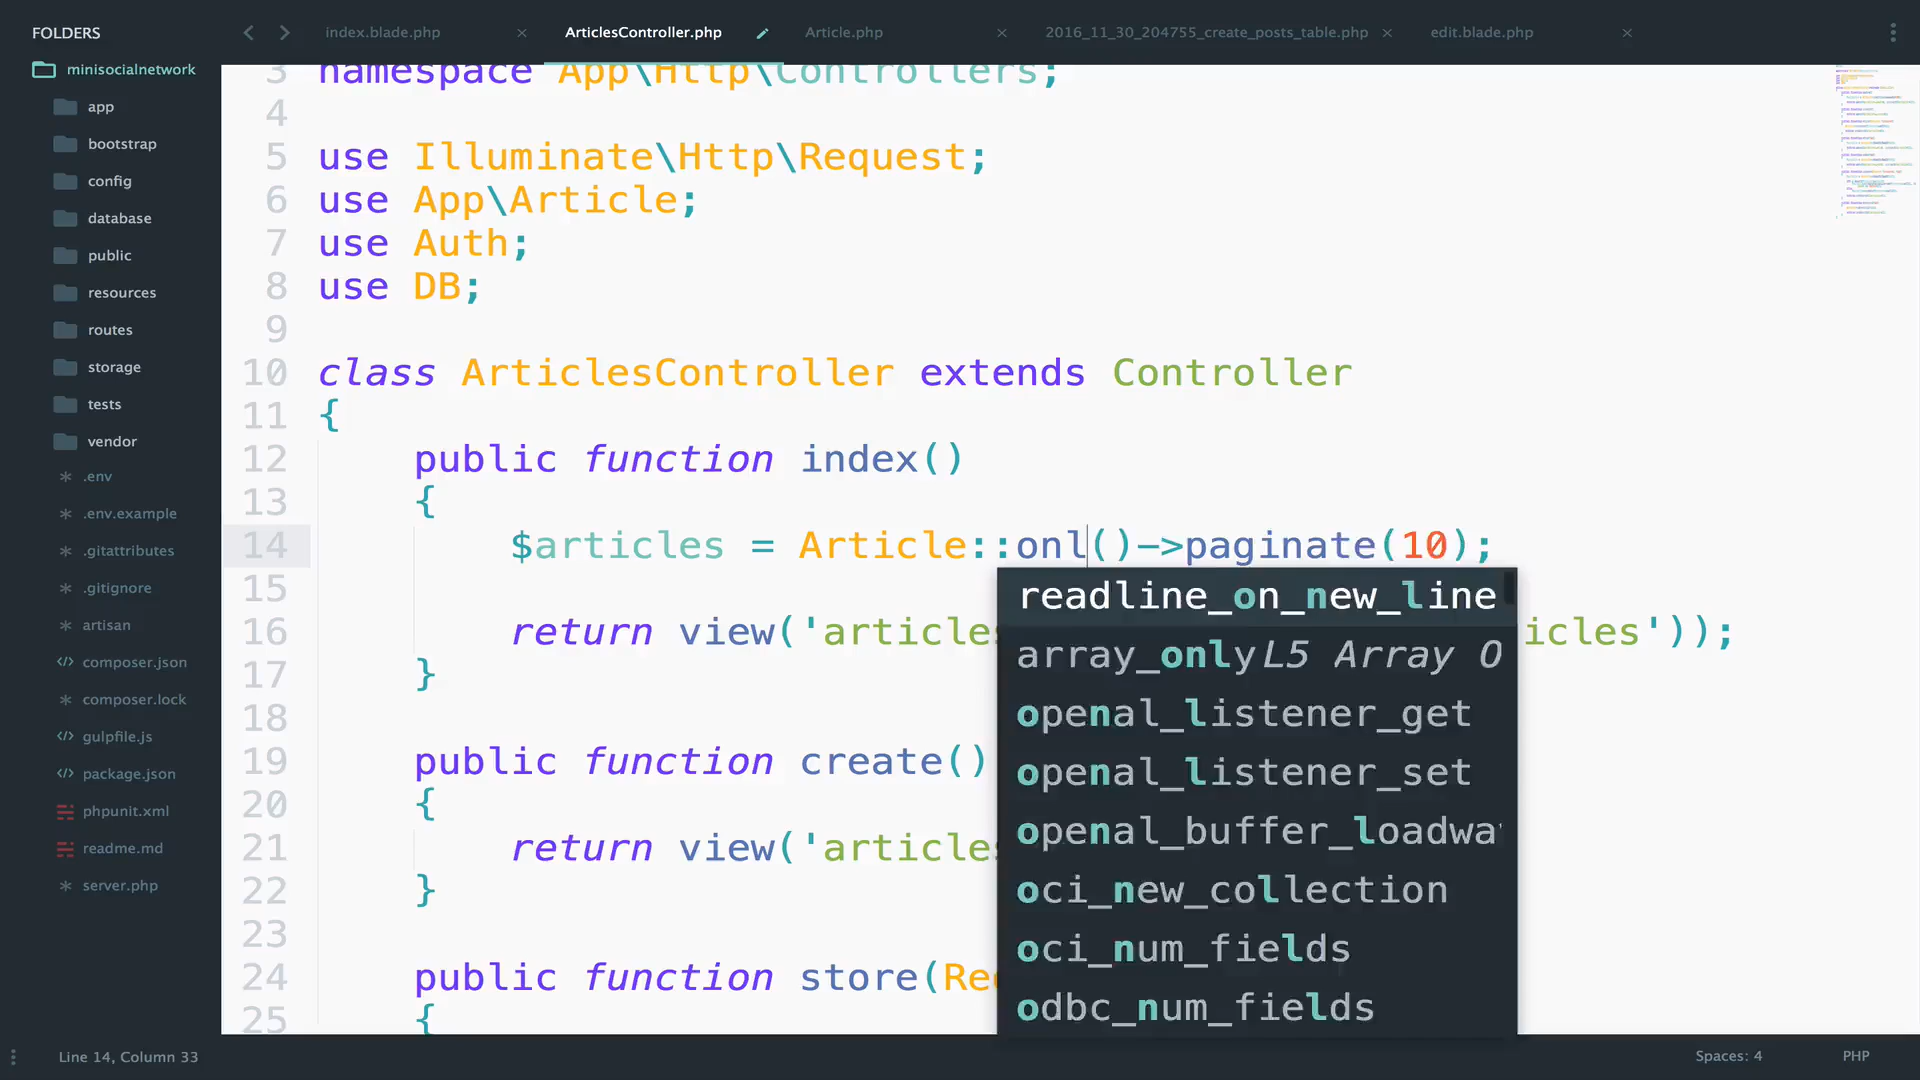 FOLDERS
minisocialnetwork
app
bootstrap
config
database
public
resources
routes
storage
tests
vendor
.env
.env.example
.gitattributes
.gitignore
artisan
composer.json
composer.lock
gulpfile.js
package.json
phpunit.xml
readme.md
server.php
index.blade.php
ArticlesController.php
Article.php
2016_11_30_204755_create_posts_table.php
edit.blade.php
3 namespace App\Http\Controllers;
4
5 use Illuminate\Http\Request;
6 use App\Article;
7 use Auth;
8 use DB;
9
10 class ArticlesController extends Controller
11 {
12 public function index()
13 {
14 $articles = Article::onl()->paginate(10);
15
16 return view('articles icles'));
17 }
18
19 public function create()
20 {
21 return view('articles
22 }
23
24 public function store(Re
25 {
readline_on_new_line
array_only L5 Array O
openal_listener_get
openal_listener_set
openal_buffer_loadwa
oci_new_collection
oci_num_fields
odbc_num_fields
Line 14, Column 33
Spaces: 4
PHP